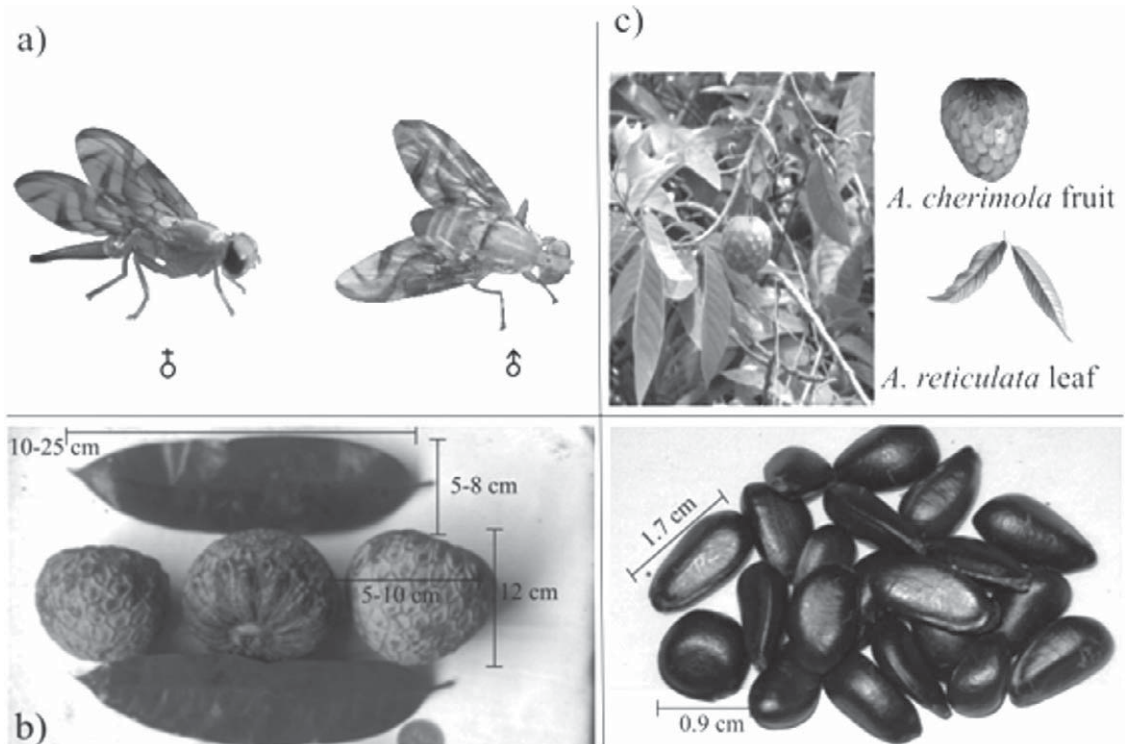 a)
♀
♂
c)
A. cherimola fruit
A. reticulata leaf
10-25 cm
5-8 cm
5-10 cm
12 cm
b)
1.7 cm
0.9 cm